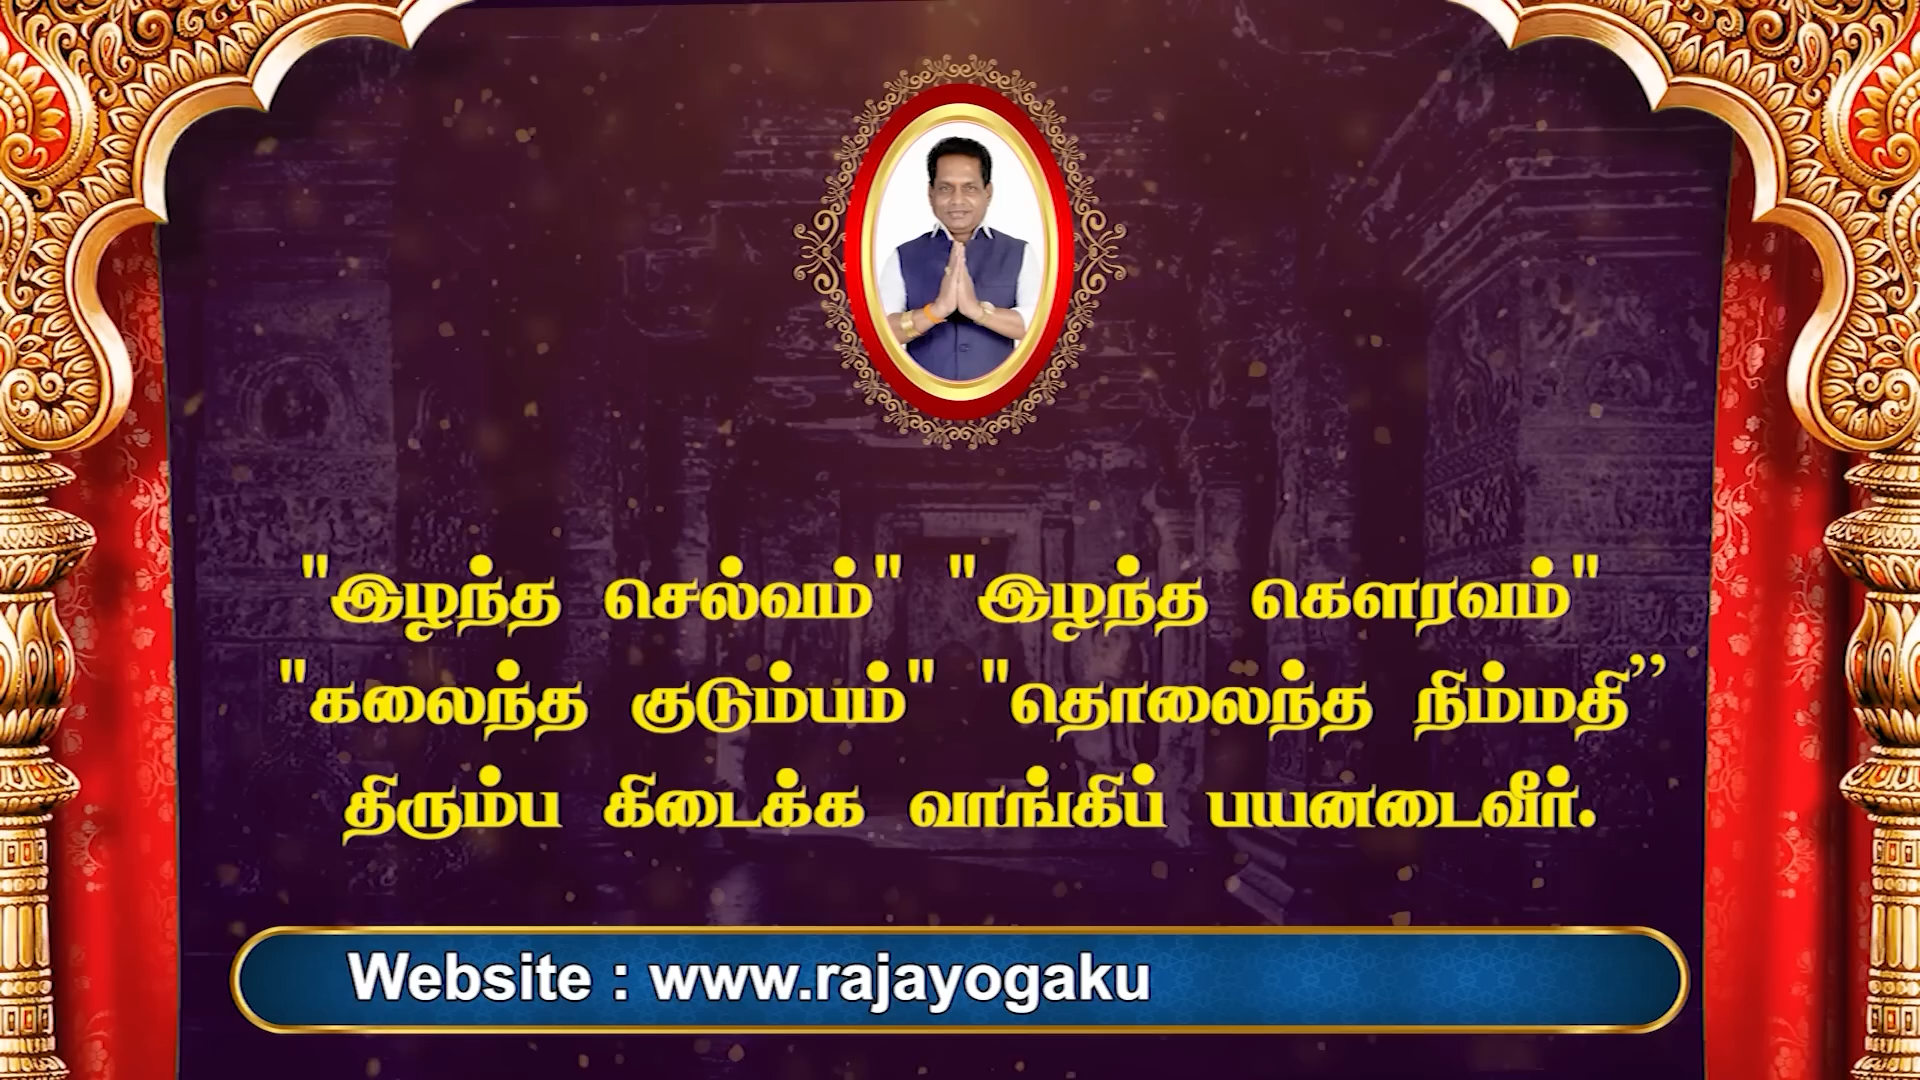 "இழந்த செல்வம்" "இழந்த கௌரவம்"
"கலைந்த குடும்பம்" "தொலைந்த நிம்மதி”
திரும்ப கிடைக்க வாங்கிப் பயனடைவீர்.
Website : www.rajayogaku